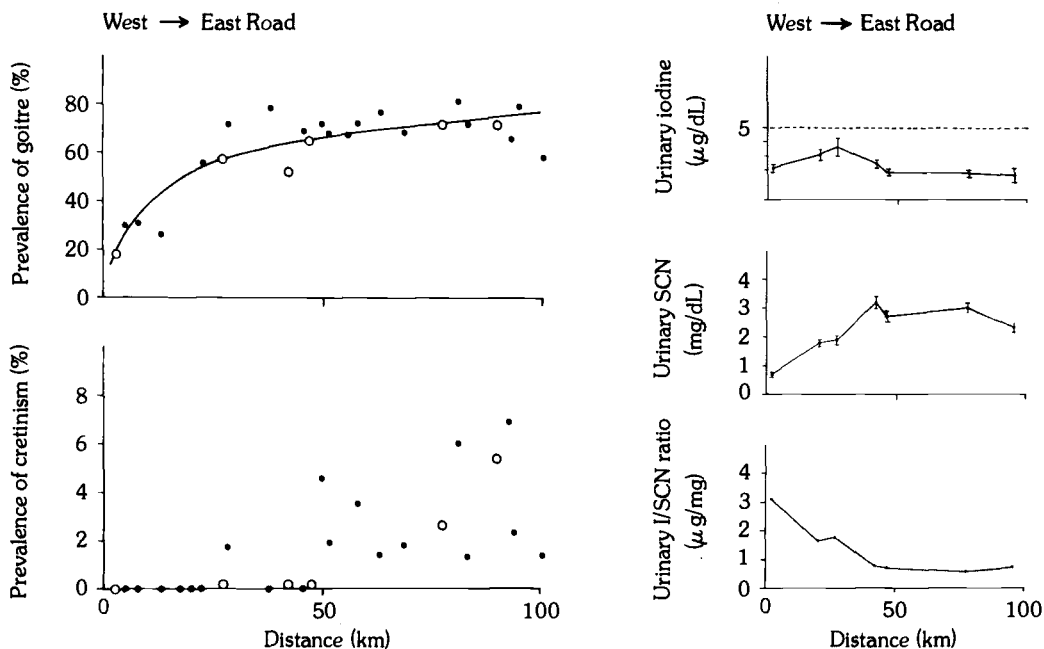 West → East Road
Prevalence of goitre (%)
80
60
40
20
0
Prevalence of cretinism (%)
8
6
4
2
0
0
50
100
Distance (km)
West → East Road
Urinary iodine
(μg/dL)
5
Urinary SCN
(mg/dL)
4
3
2
1
0
Urinary I/SCN ratio
(μg/mg)
4
3
2
1
0
0
50
100
Distance (km)